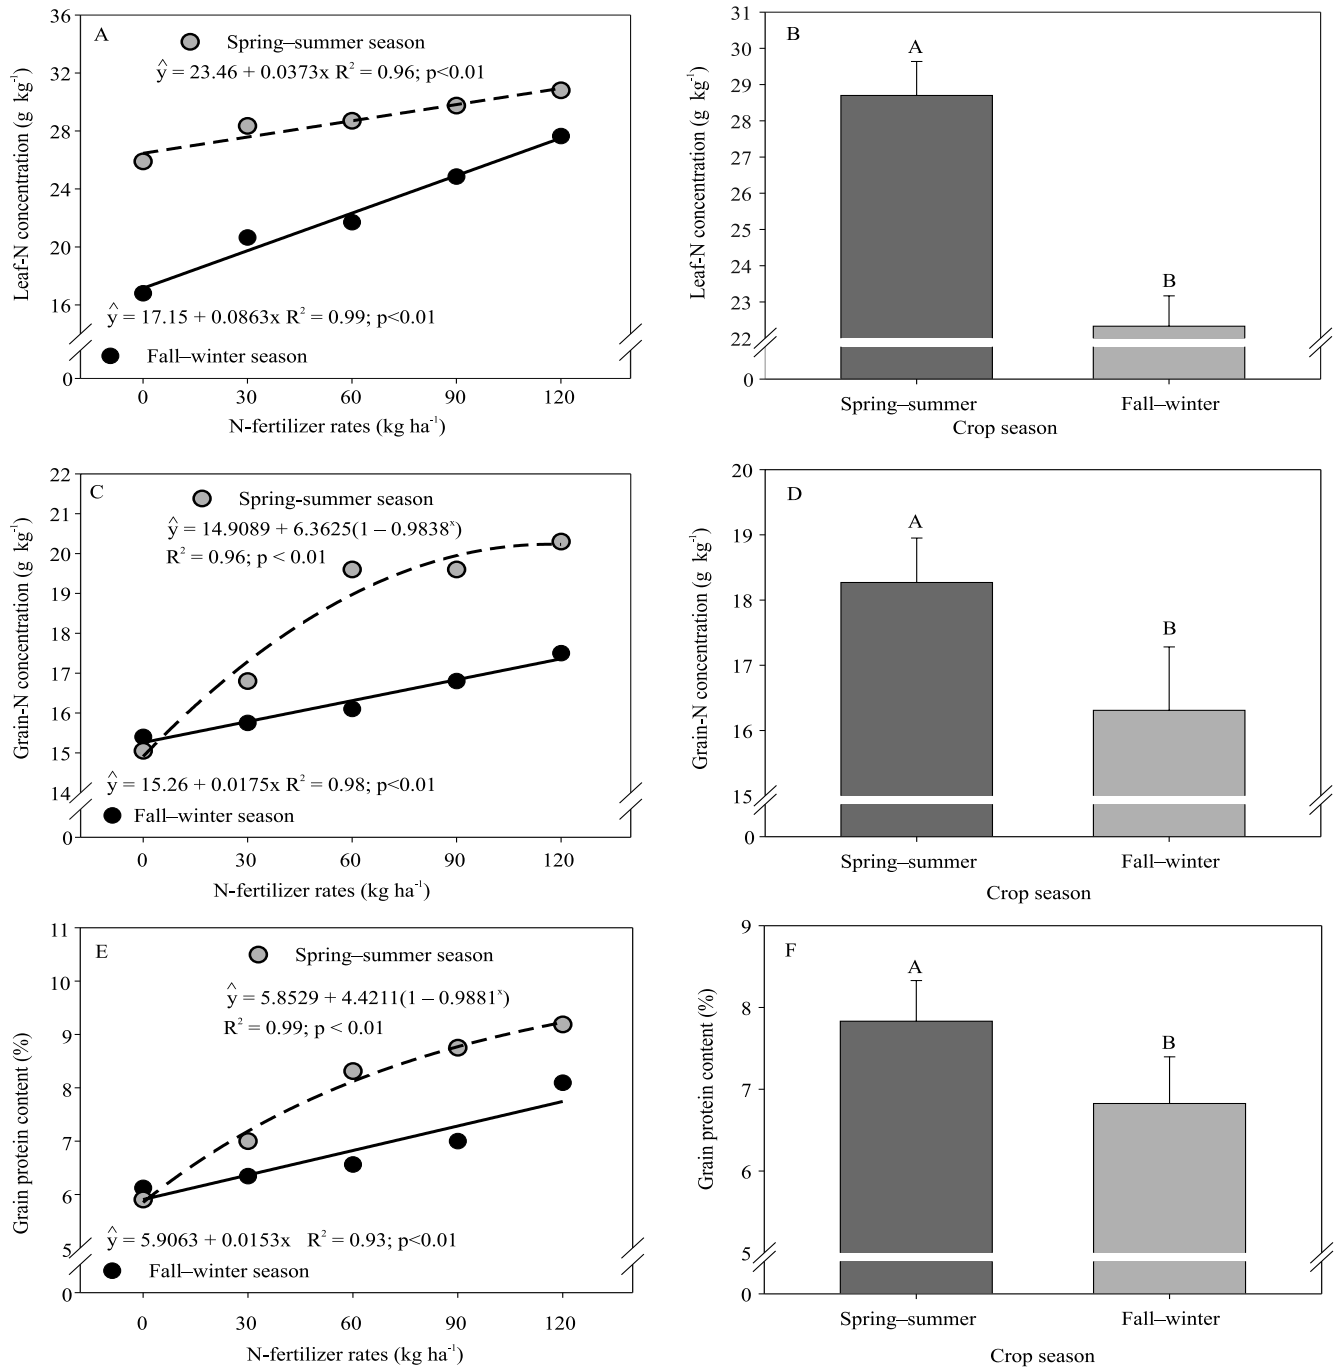 A
Spring–summer season
ŷ = 23.46 + 0.0373x R² = 0.96; p<0.01
36
32
28
24
20
16
0
Leaf-N concentration (g kg⁻¹)
ŷ = 17.15 + 0.0863x R² = 0.99; p<0.01
Fall–winter season
0 30 60 90 120
N-fertilizer rates (kg ha⁻¹)
B
31
30
29
28
27
26
25
24
23
22
0
Leaf-N concentration (g kg⁻¹)
A
B
Spring–summer Fall–winter
Crop season
C
Spring-summer season
ŷ = 14.9089 + 6.3625(1 – 0.9838ˣ)
R² = 0.96; p < 0.01
22
21
20
19
18
17
16
15
14
0
Grain-N concentration (g kg⁻¹)
ŷ = 15.26 + 0.0175x R² = 0.98; p<0.01
Fall–winter season
0 30 60 90 120
N-fertilizer rates (kg ha⁻¹)
D
20
19
18
17
16
15
0
Grain-N concentration (g kg⁻¹)
A
B
Spring–summer Fall–winter
Crop season
E
Spring–summer season
ŷ = 5.8529 + 4.4211(1 – 0.9881ˣ)
R² = 0.99; p < 0.01
11
10
9
8
7
6
5
0
Grain protein content (%)
ŷ = 5.9063 + 0.0153x R² = 0.93; p<0.01
Fall–winter season
0 30 60 90 120
N-fertilizer rates (kg ha⁻¹)
F
9
8
7
6
5
0
Grain protein content (%)
A
B
Spring–summer Fall–winter
Crop season